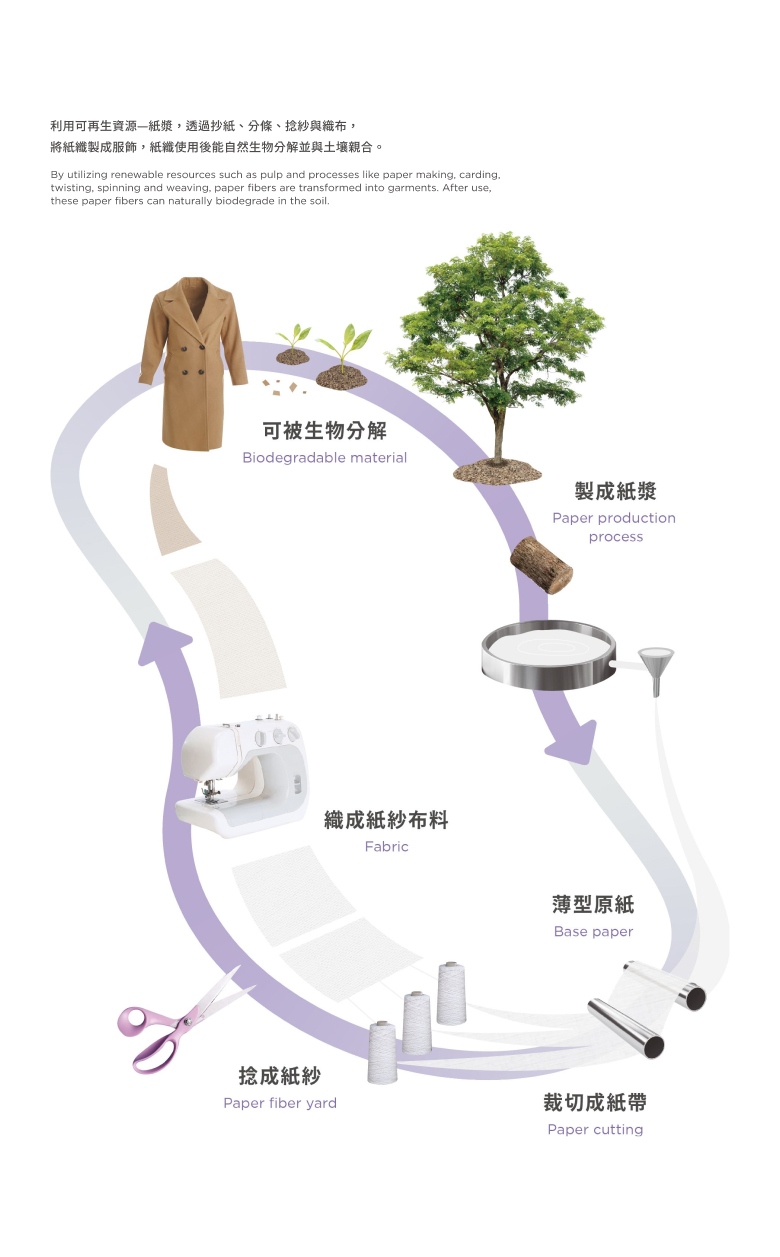 利用可再生資源—紙漿，透過抄紙、分條、捻紗與織布，
將紙纖製成服飾，紙纖使用後能自然生物分解並與土壤親合。
By utilizing renewable resources such as pulp and processes like paper making, carding,
twisting, spinning and weaving, paper fibers are transformed into garments. After use,
these paper fibers can naturally biodegrade in the soil.
可被生物分解
Biodegradable material
製成紙漿
Paper production
process
織成紙紗布料
Fabric
薄型原紙
Base paper
捻成紙紗
Paper fiber yard
裁切成紙帶
Paper cutting